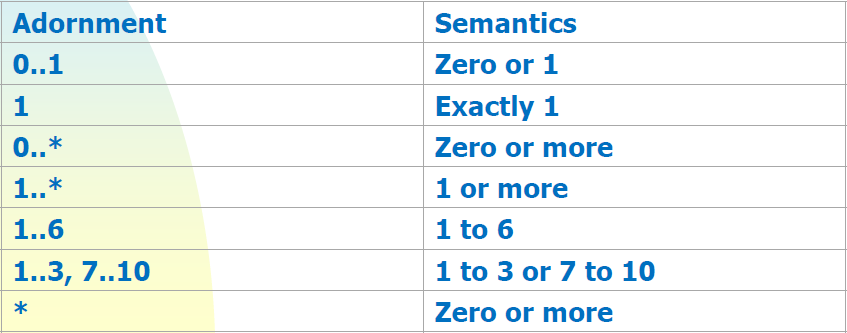 Adornment Semantics
0..1 Zero or 1
1 Exactly 1
0..* Zero or more
1..* 1 or more
1..6 1 to 6
1..3, 7..10 1 to 3 or 7 to 10
* Zero or more